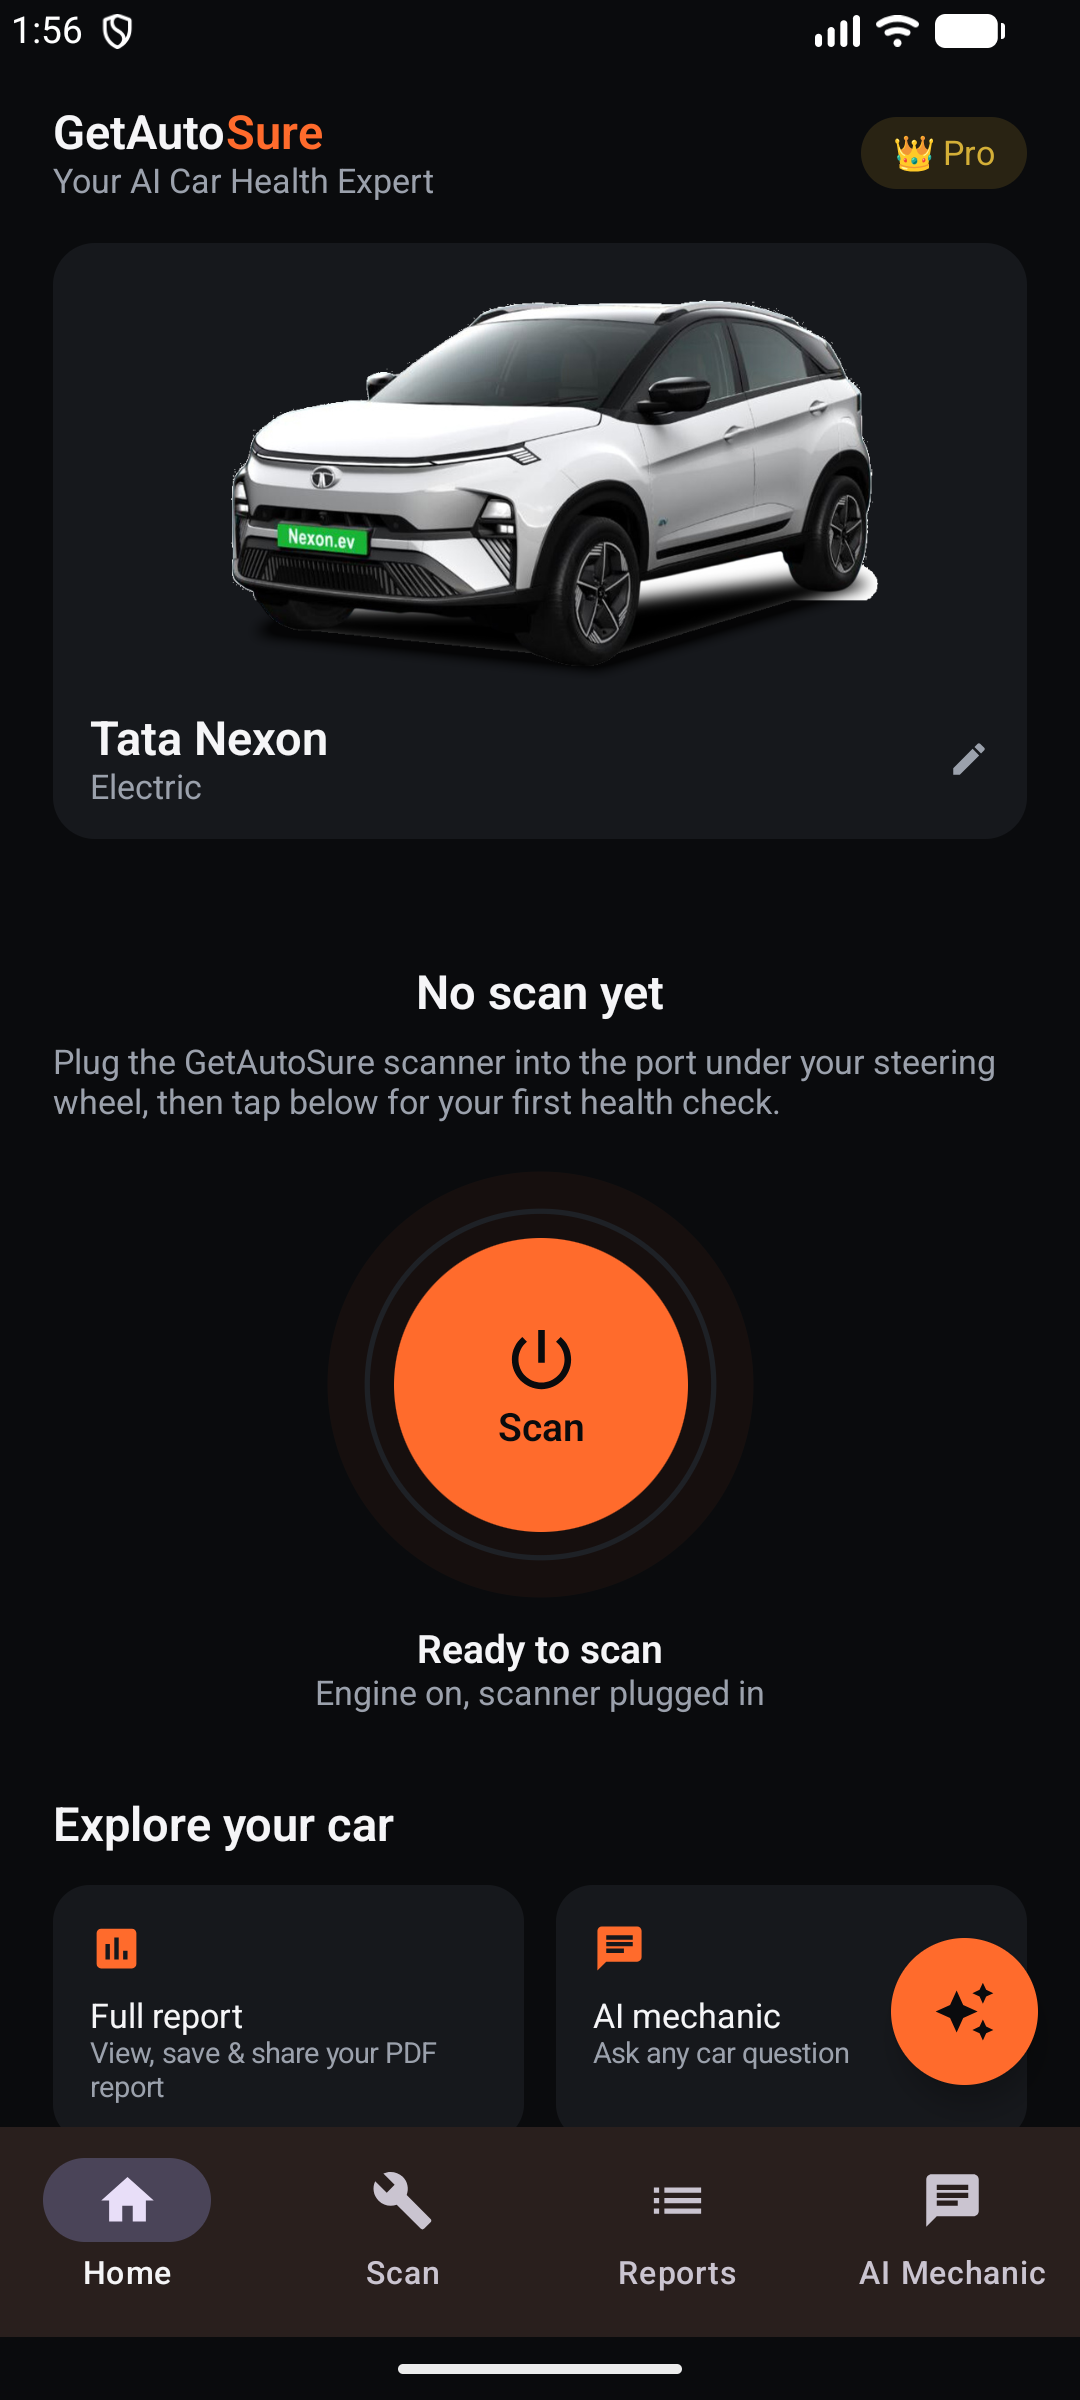 1:56
GetAutoSure
Your AI Car Health Expert
👑 Pro
Nexon.ev
Tata Nexon
Electric
No scan yet
Plug the GetAutoSure scanner into the port under your steering
wheel, then tap below for your first health check.
Scan
Ready to scan
Engine on, scanner plugged in
Explore your car
Full report
View, save & share your PDF
report
AI mechanic
Ask any car question
Home
Scan
Reports
AI Mechanic